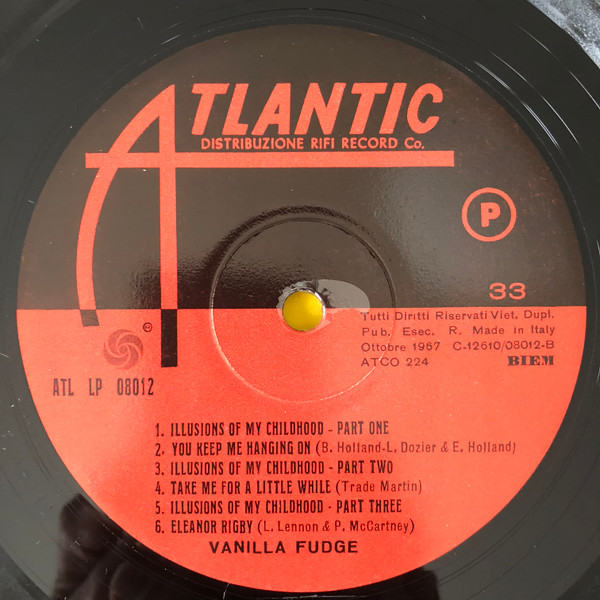 ATLANTIC
DISTRIBUZIONE RIFI RECORD Co.
P
33
Tutti Diritti Riservati Viet. Dupl.
Pub. Esec. R. Made in Italy
Ottobre 1967 C-12610/08012-B
ATCO 224 BIEM
ATL LP 08012
1. ILLUSIONS OF MY CHILDHOOD - PART ONE
2. YOU KEEP ME HANGING ON (B. Holland-L. Dozier & E. Holland)
3. ILLUSIONS OF MY CHILDHOOD - PART TWO
4. TAKE ME FOR A LITTLE WHILE (Trade Martin)
5. ILLUSIONS OF MY CHILDHOOD - PART THREE
6. ELEANOR RIGBY (L. Lennon & P. McCartney)
VANILLA FUDGE